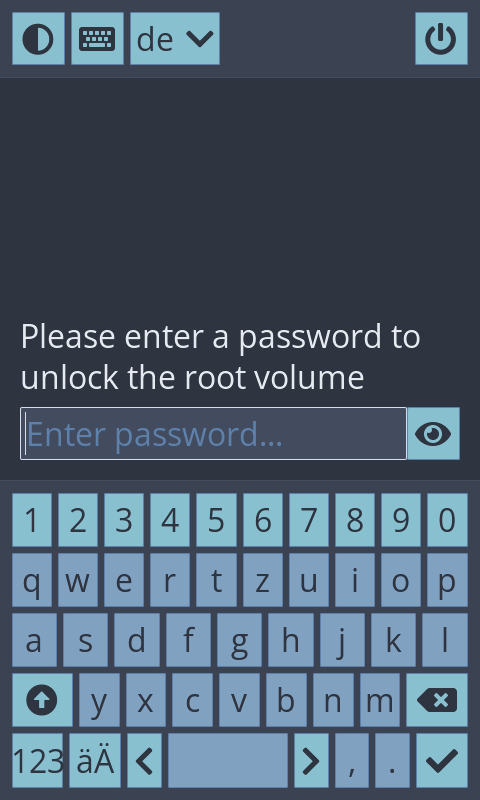 de
Please enter a password to
unlock the root volume
Enter password...
1 2 3 4 5 6 7 8 9 0
q w e r t z u i o p
a s d f g h j k l
y x c v b n m
123 äÄ , .